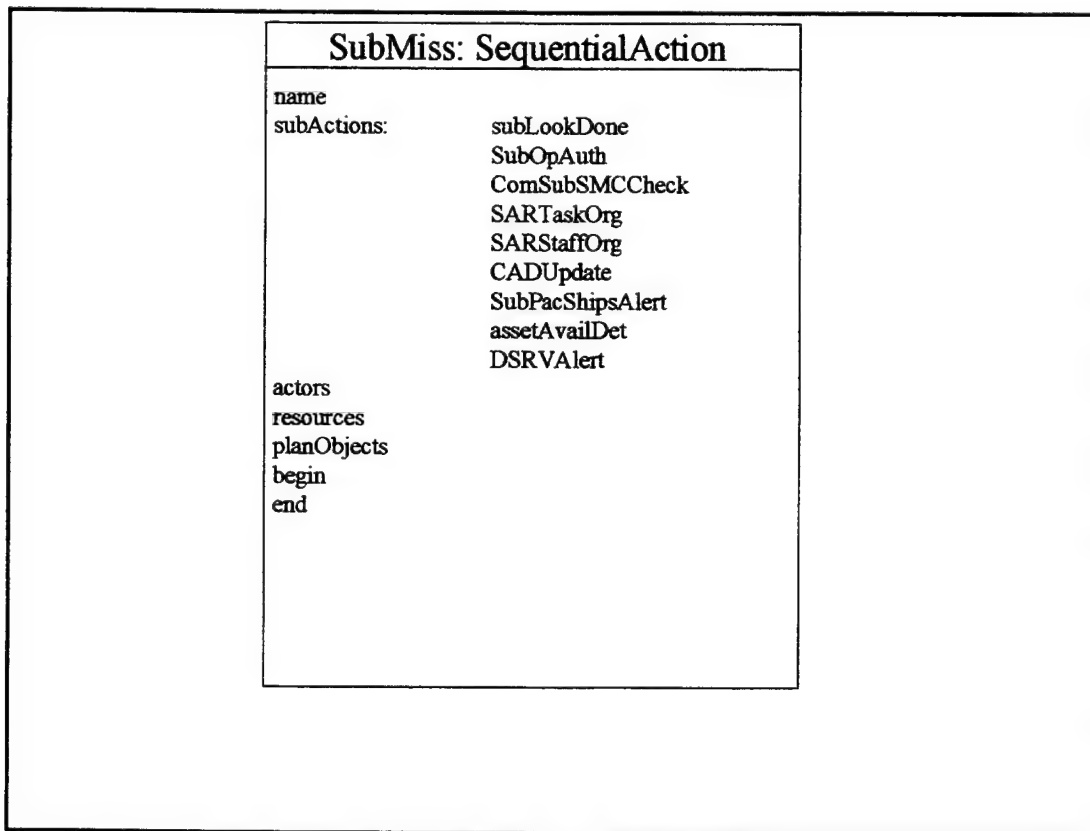 SubMiss: SequentialAction
name
subActions: subLookDone
SubOpAuth
ComSubSMCCheck
SARTaskOrg
SARStaffOrg
CADUpdate
SubPacShipsAlert
assetAvailDet
DSRVAlert
actors
resources
planObjects
begin
end